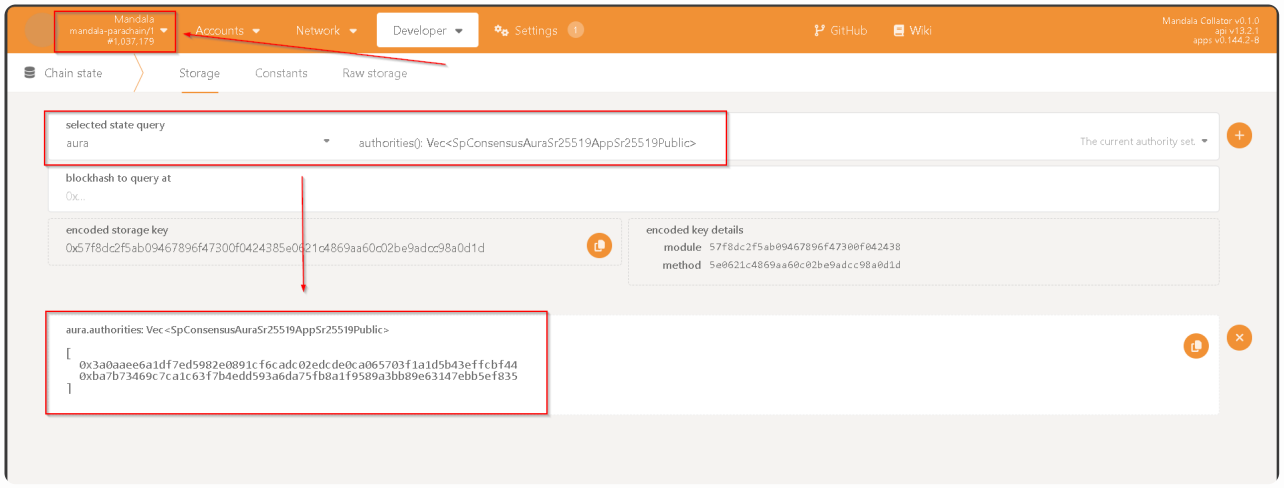 Mandala
mandala-parachain/1
#1,037,179
Accounts
Network
Developer
Settings
1
GitHub
Wiki
Mandala Collator v0.1.0
api v13.2.1
apps v0.144.2-8
Chain state
Storage
Constants
Raw storage
selected state query
aura
authorities(): Vec<SpConsensusAuraSr25519AppSr25519Public>
The current authority set.
blockhash to query at
0x...
encoded storage key
0x57f8dc2f5ab09467896f47300f0424385e0621c4869aa60c02be9adcc98a0d1d
encoded key details
module 57f8dc2f5ab09467896f47300f042438
method 5e0621c4869aa60c02be9adcc98a0d1d
aura.authorities: Vec<SpConsensusAuraSr25519AppSr25519Public>
[
0x3a0aaee6a1df7ed5982e0891cf6cadc02edcde0ca065703f1a1d5b43effcbf44
0xba7b73469c7ca1c63f7b4edd593a6da75fb8a1f9589a3bb89e63147ebb5ef835
]